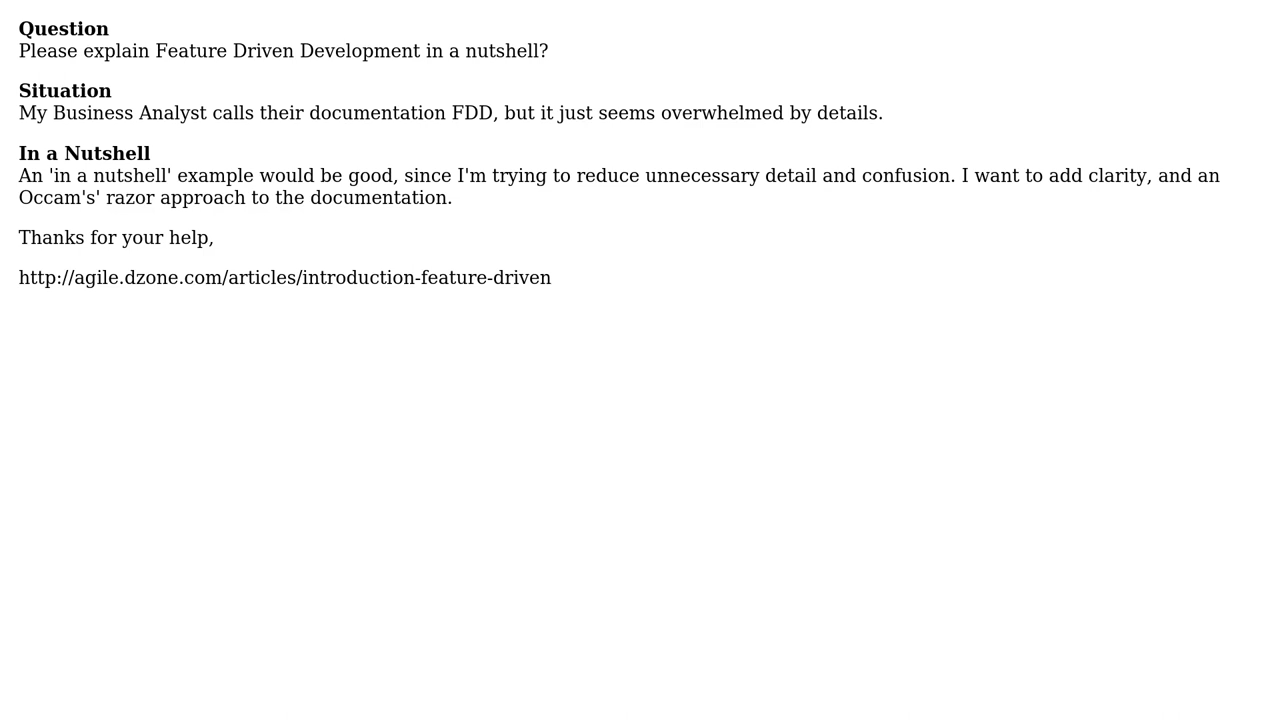 Question
Please explain Feature Driven Development in a nutshell?
Situation
My Business Analyst calls their documentation FDD, but it just seems overwhelmed by details.
In a Nutshell
An 'in a nutshell' example would be good, since I'm trying to reduce unnecessary detail and confusion. I want to add clarity, and an
Occam's' razor approach to the documentation.
Thanks for your help,
http://agile.dzone.com/articles/introduction-feature-driven